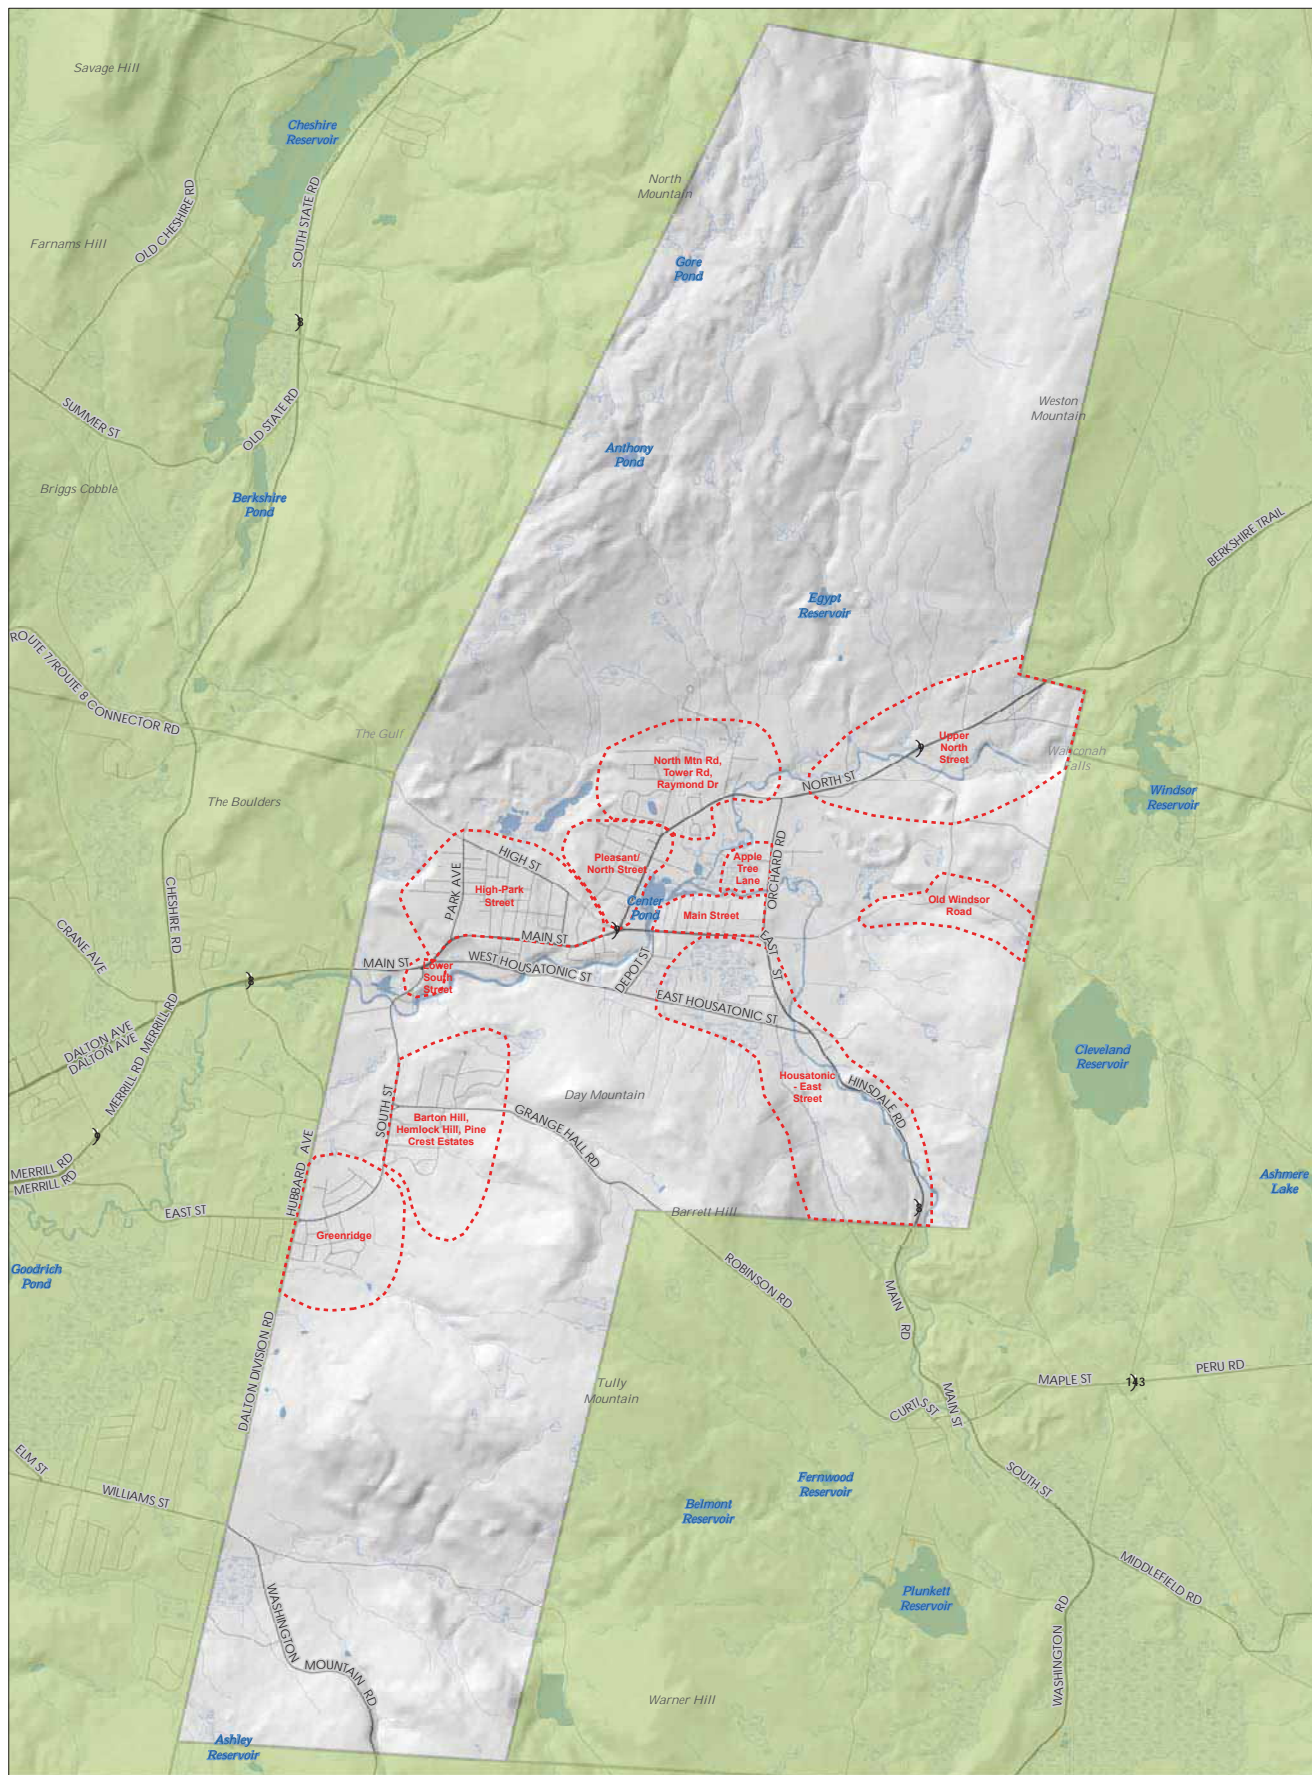 Savage Hill
Cheshire
Reservoir
North
Mountain
OLD CHESHIRE RD
SOUTH STATE RD
Farnams Hill
Gore
Pond
8
SUMMER ST
OLD STATE RD
Weston
Mountain
Anthony
Pond
Briggs Cobble
Berkshire
Pond
BERKSHIRE TRAIL
Egypt
Reservoir
ROUTE 7/ROUTE 8 CONNECTOR RD
The Gulf
Upper
North
Street
9
Wahconah
Falls
North Mtn Rd,
Tower Rd,
Raymond Dr
NORTH ST
Windsor
Reservoir
The Boulders
HIGH ST
Pleasant/
North Street
Apple
Tree
Lane
ORCHARD RD
PARK AVE
High-Park
Street
Center
Pond
Main Street
Old Windsor
Road
CHESHIRE RD
CRANE AVE
MAIN ST
9
EAST ST
MAIN ST
Lower
South
Street
WEST HOUSATONIC ST
DEPOT ST
8
EAST HOUSATONIC ST
DALTON AVE
DALTON AVE
MERRILL RD
MERRILL RD
Cleveland
Reservoir
Housatonic
- East
Street
HINSDALE RD
Day Mountain
SOUTH ST
Barton Hill,
Hemlock Hill, Pine
Crest Estates
GRANGE HALL RD
9
HUBBARD AVE
MERRILL RD
MERRILL RD
Ashmere
Lake
EAST ST
Barrett Hill
8
Greenridge
Goodrich
Pond
ROBINSON RD
MAIN RD
DALTON DIVISION RD
Tully
Mountain
MAPLE ST
143
PERU RD
CURTIS ST
MAIN ST
ELM ST
WILLIAMS ST
SOUTH ST
Fernwood
Reservoir
Belmont
Reservoir
MIDDLEFIELD RD
Plunkett
Reservoir
WASHINGTON MOUNTAIN RD
WASHINGTON RD
Warner Hill
Ashley
Reservoir